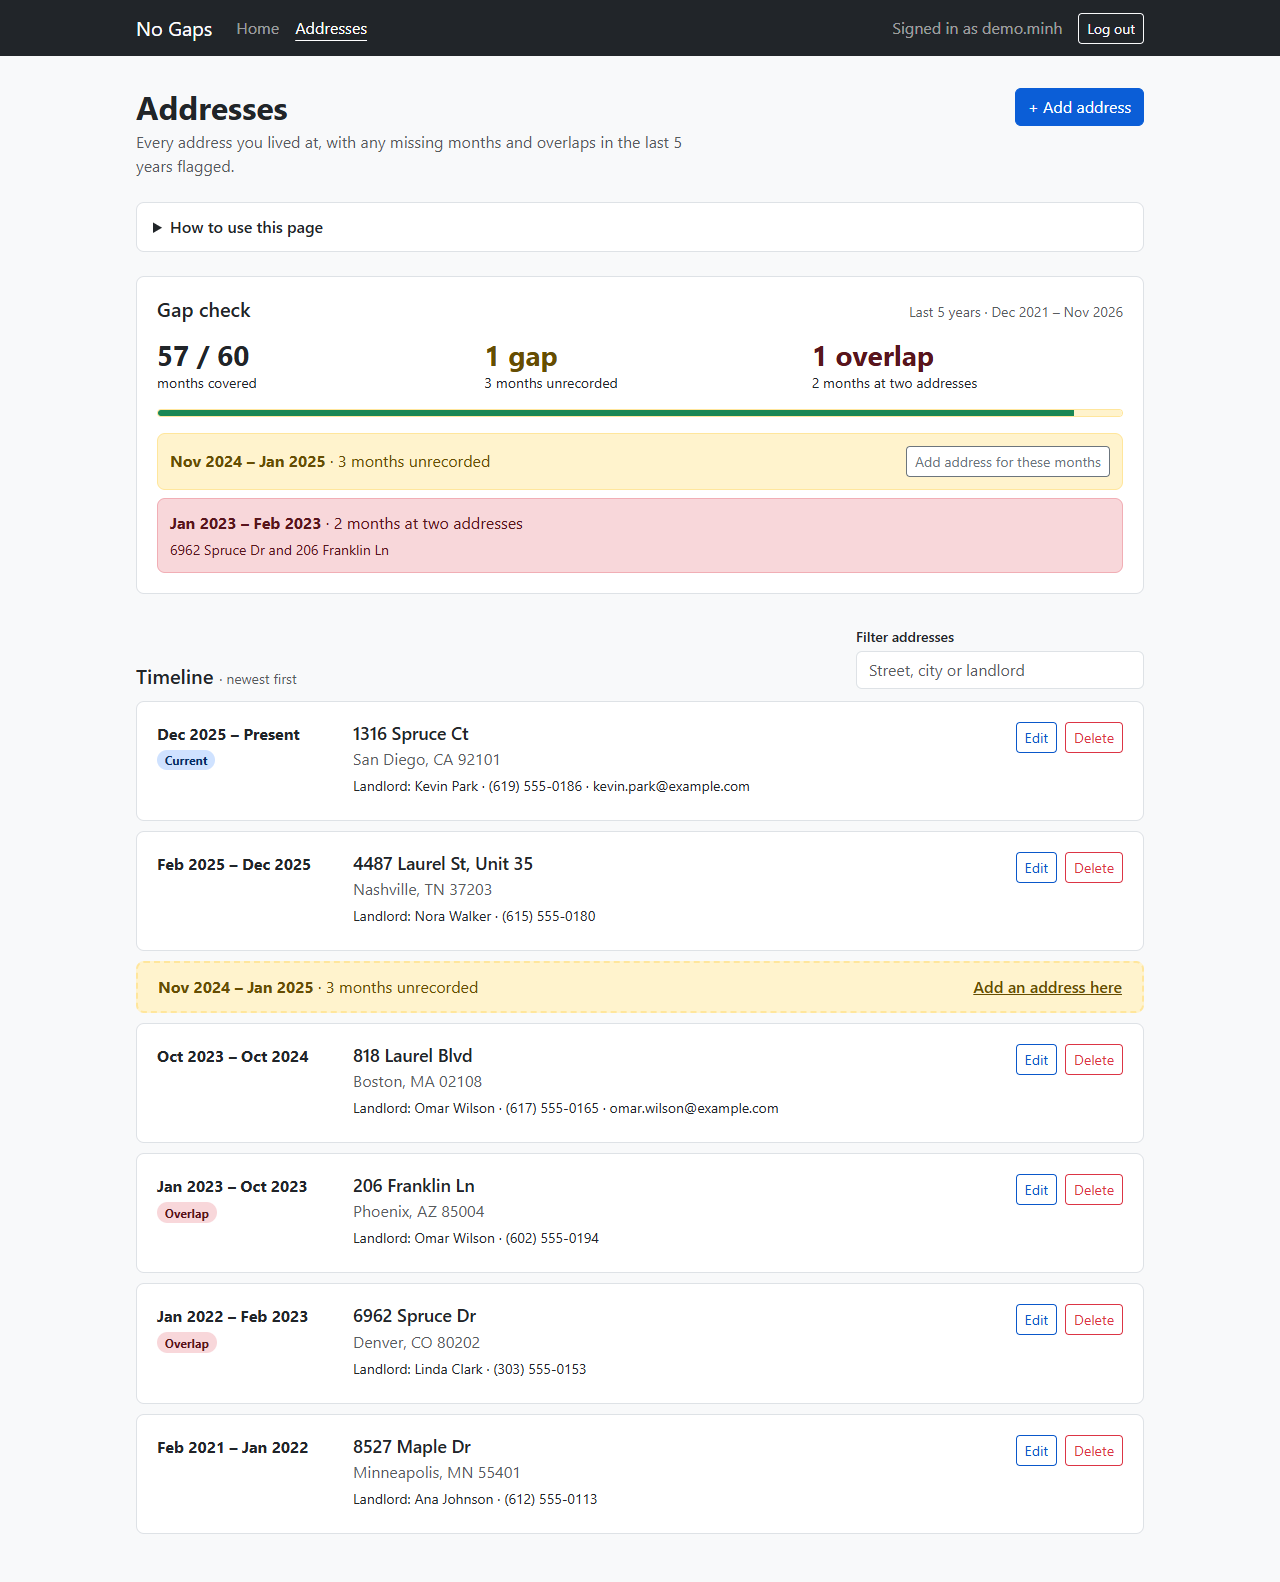 No Gaps Home Addresses Signed in as demo.minh Log out
Addresses
+ Add address
Every address you lived at, with any missing months and overlaps in the last 5
years flagged.
How to use this page
Gap check
Last 5 years · Dec 2021 – Nov 2026
57 / 60
months covered
1 gap
3 months unrecorded
1 overlap
2 months at two addresses
Nov 2024 – Jan 2025 · 3 months unrecorded
Add address for these months
Jan 2023 – Feb 2023 · 2 months at two addresses
6962 Spruce Dr and 206 Franklin Ln
Timeline · newest first
Filter addresses
Street, city or landlord
Dec 2025 – Present
Current
1316 Spruce Ct
San Diego, CA 92101
Landlord: Kevin Park · (619) 555-0186 · kevin.park@example.com
Edit Delete
Feb 2025 – Dec 2025
4487 Laurel St, Unit 35
Nashville, TN 37203
Landlord: Nora Walker · (615) 555-0180
Edit Delete
Nov 2024 – Jan 2025 · 3 months unrecorded
Add an address here
Oct 2023 – Oct 2024
818 Laurel Blvd
Boston, MA 02108
Landlord: Omar Wilson · (617) 555-0165 · omar.wilson@example.com
Edit Delete
Jan 2023 – Oct 2023
Overlap
206 Franklin Ln
Phoenix, AZ 85004
Landlord: Omar Wilson · (602) 555-0194
Edit Delete
Jan 2022 – Feb 2023
Overlap
6962 Spruce Dr
Denver, CO 80202
Landlord: Linda Clark · (303) 555-0153
Edit Delete
Feb 2021 – Jan 2022
8527 Maple Dr
Minneapolis, MN 55401
Landlord: Ana Johnson · (612) 555-0113
Edit Delete